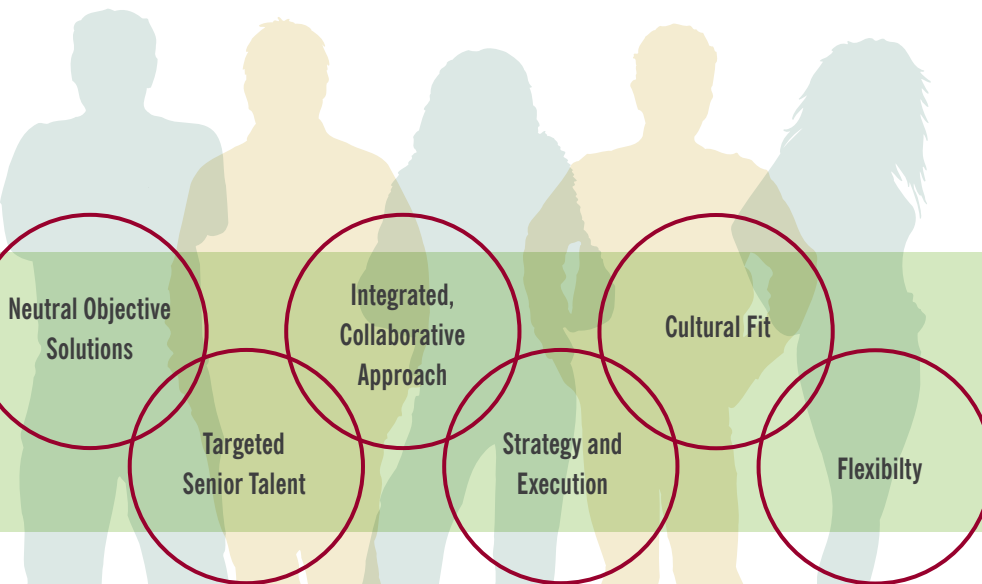 Neutral Objective
Solutions
Targeted
Senior Talent
Integrated,
Collaborative
Approach
Strategy and
Execution
Cultural Fit
Flexibilty